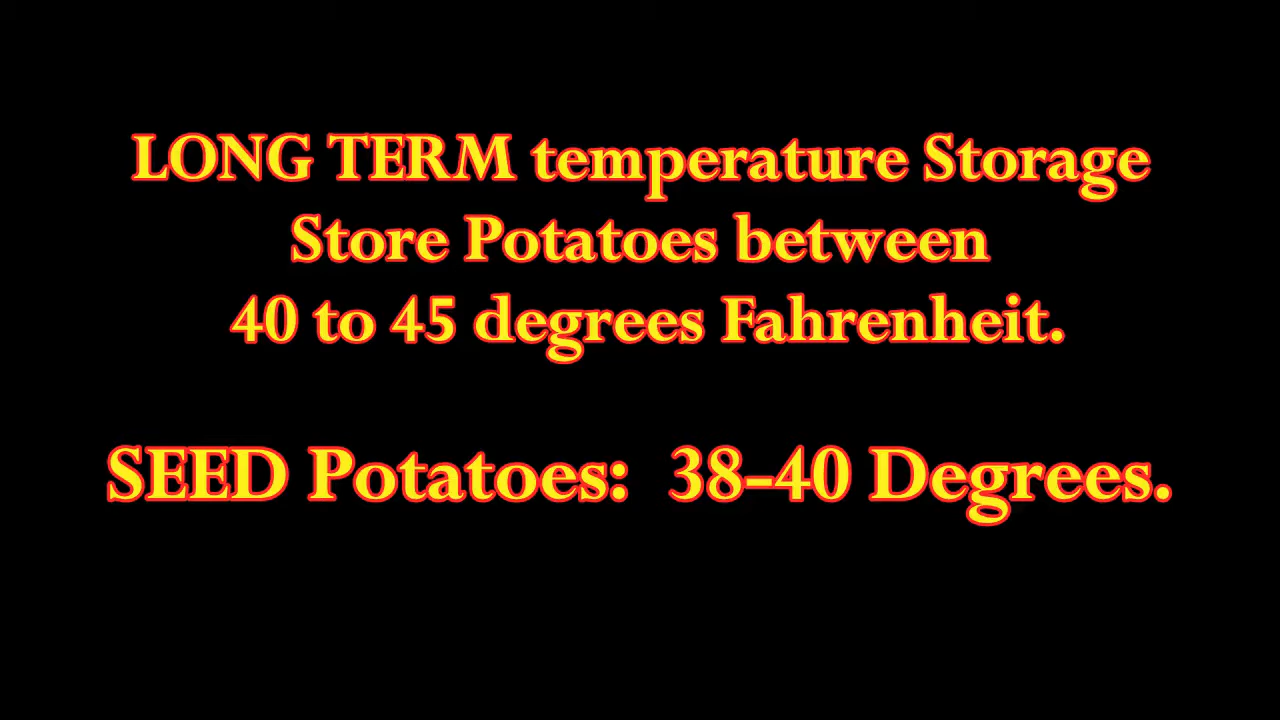 LONG TERM temperature Storage
Store Potatoes between
40 to 45 degrees Fahrenheit.
SEED Potatoes: 38-40 Degrees.